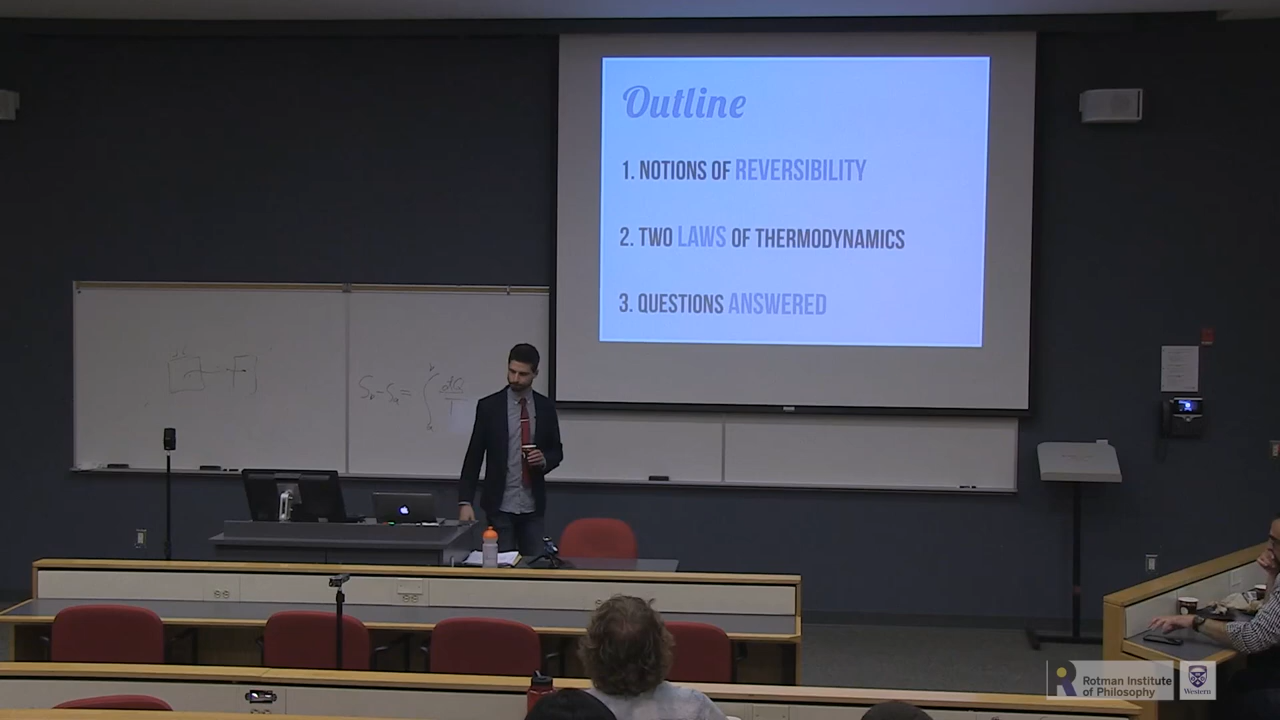 Outline
1. NOTIONS OF REVERSIBILITY
2. TWO LAWS OF THERMODYNAMICS
3. QUESTIONS ANSWERED
Rotman Institute
of Philosophy
Western